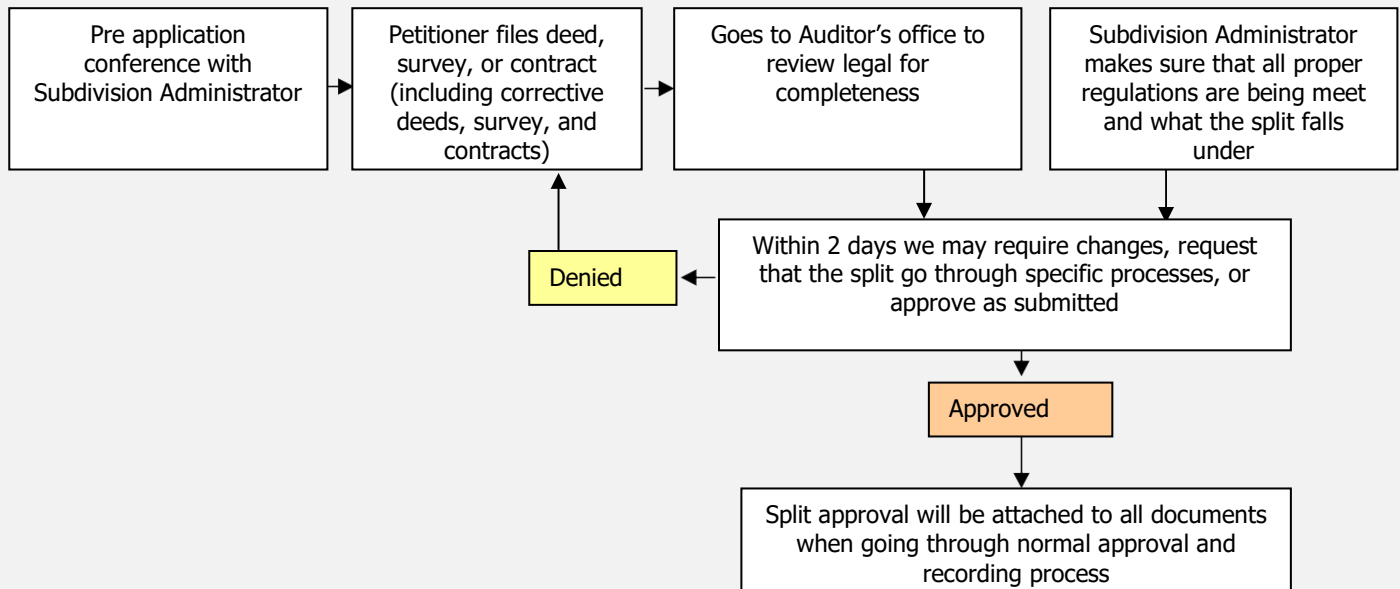 Pre application
conference with
Subdivision Administrator
Petitioner files deed,
survey, or contract
(including corrective
deeds, survey, and
contracts)
Goes to Auditor's office to
review legal for
completeness
Subdivision Administrator
makes sure that all proper
regulations are being meet
and what the split falls
under
Within 2 days we may require changes, request
that the split go through specific processes, or
approve as submitted
Denied
Approved
Split approval will be attached to all documents
when going through normal approval and
recording process